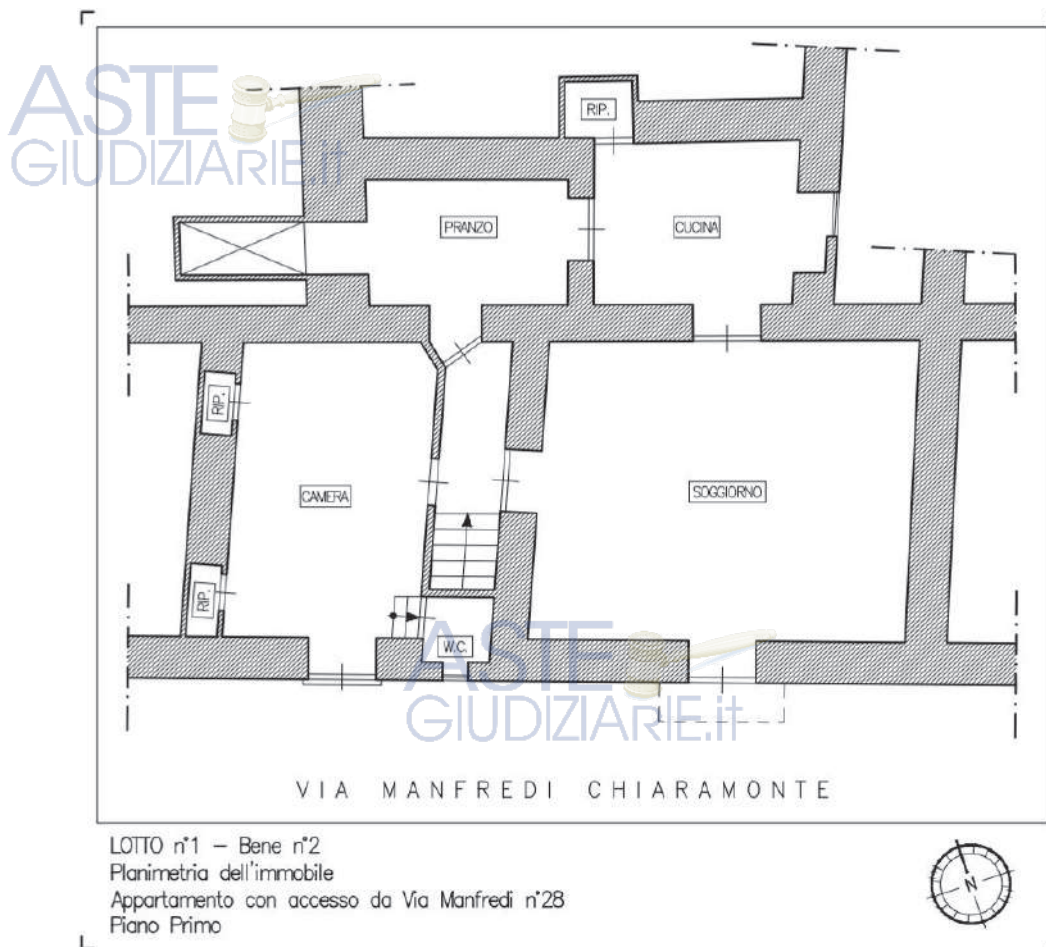 ASTE
GIUDIZIARIE.it
RIP.
PRANZO
CUCINA
RIP.
CAMERA
SOGGIORNO
RIP.
W.C.
ASTE
GIUDIZIARIE.it
VIA MANFREDI CHIARAMONTE
LOTTO n°1 – Bene n°2
Planimetria dell'immobile
Appartamento con accesso da Via Manfredi n°28
Piano Primo
N